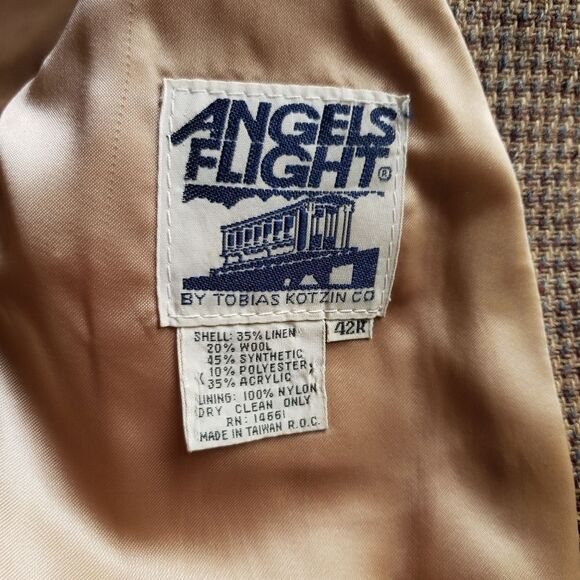 ANGELS
FLIGHT ®
BY TOBIAS KOTZIN CO
42R
SHELL: 35% LINEN
20% WOOL
45% SYNTHETIC
(10% POLYESTER)
(35% ACRYLIC)
LINING: 100% NYLON
DRY CLEAN ONLY
RN: 14661
MADE IN TAIWAN R.O.C.